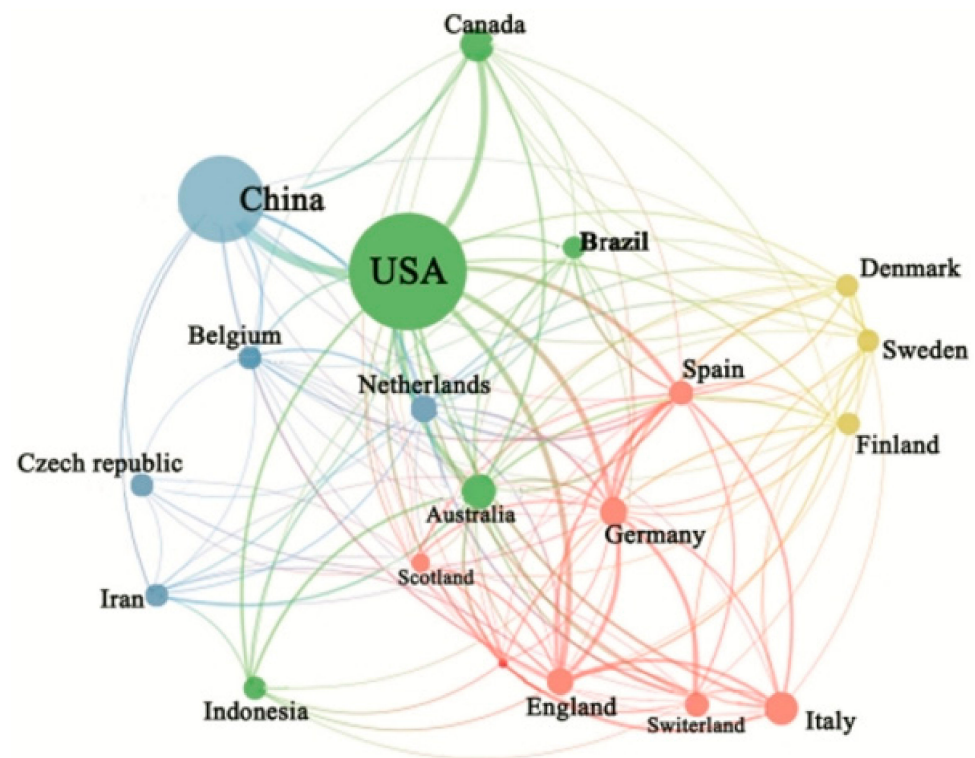 Canada
China
USA
Brazil
Denmark
Belgium
Sweden
Spain
Netherlands
Finland
Czech republic
Australia
Germany
Scotland
Iran
Indonesia
England
Switerland
Italy